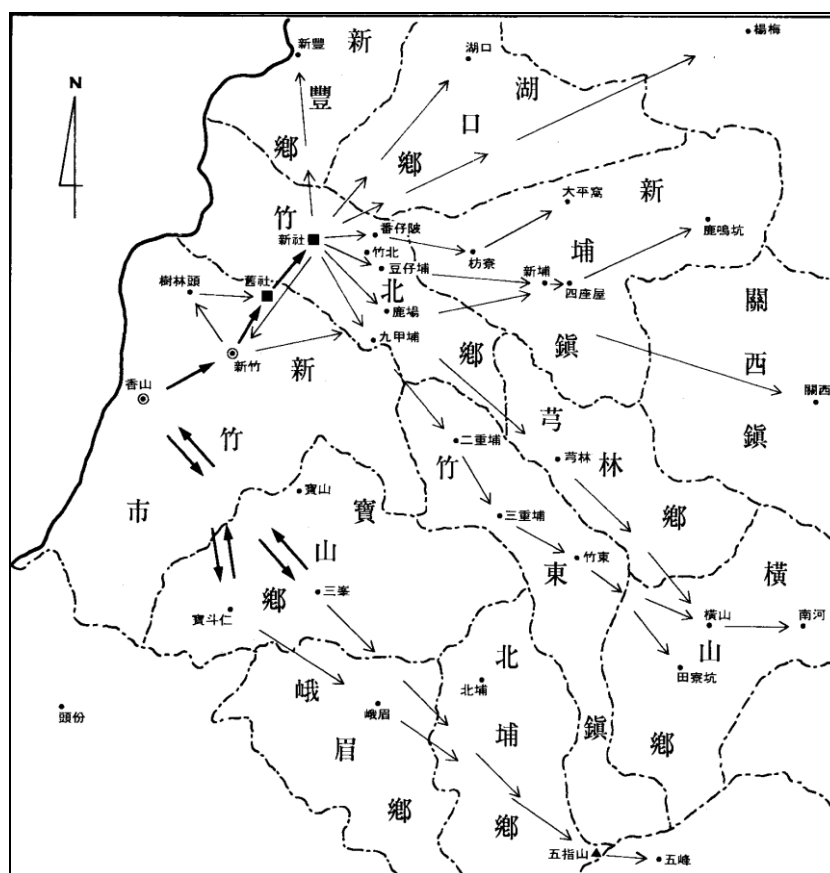 楊梅
新豐
湖口
新豐鄉
湖口鄉
N
大平窩
新埔鎮
鹿鳴坑
番仔陂
新社
竹北
枋寮
豆仔埔
新埔
四座屋
竹北鄉
樹林頭
舊社
鹿場
九甲埔
關西鎮
關西
新竹
香山
新竹市
芎林鄉
芎林
二重埔
三重埔
竹東
竹東鎮
寶山
寶山鄉
三峯
寶斗仁
橫山鄉
橫山
南河
田寮坑
北埔
北埔鄉
峨眉
峨眉鄉
頭份
五指山
五峰